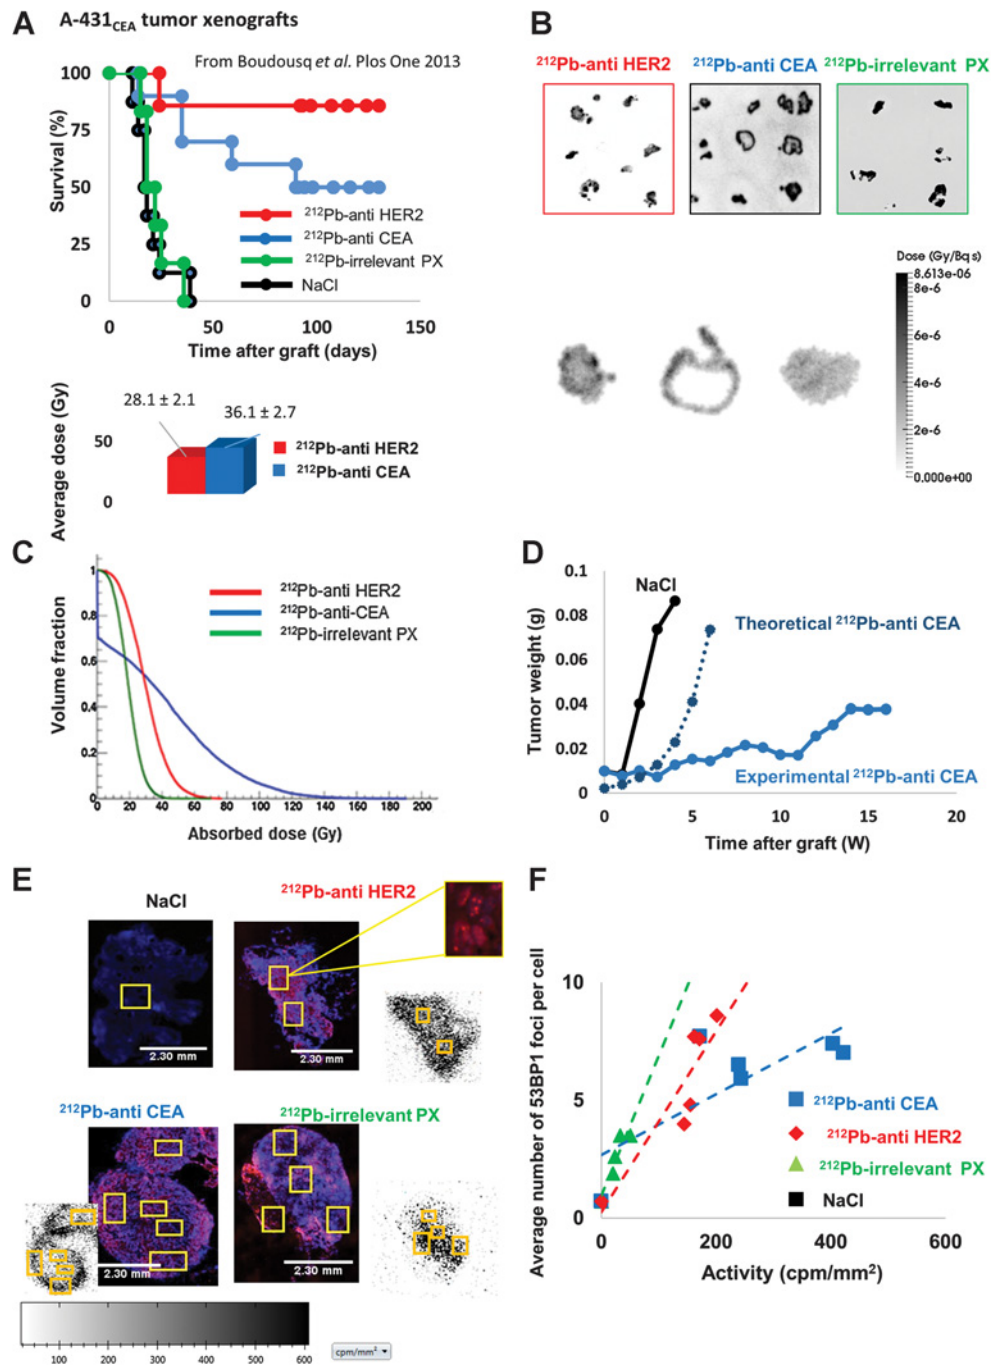 A
A-431CEA tumor xenografts
From Boudousq et al. Plos One 2013
Survival (%)
100
75
50
25
0
212Pb-anti HER2
212Pb-anti CEA
212Pb-irrelevant PX
NaCl
0 50 100 150
Time after graft (days)
Average dose (Gy)
50
0
28.1 ± 2.1
36.1 ± 2.7
212Pb-anti HER2
212Pb-anti CEA
B
212Pb-anti HER2 212Pb-anti CEA 212Pb-irrelevant PX
Dose (Gy/Bq s)
8.613e-06
8e-6
6e-6
4e-6
2e-6
0.000e+00
C
Volume fraction
1
0.8
0.6
0.4
0.2
0
212Pb-anti HER2
212Pb-anti-CEA
212Pb-irrelevant PX
0 20 40 60 80 100 120 140 160 180 200
Absorbed dose (Gy)
D
Tumor weight (g)
0.1
0.08
0.06
0.04
0.02
0
NaCl
Theoretical 212Pb-anti CEA
Experimental 212Pb-anti CEA
0 5 10 15 20
Time after graft (W)
E
NaCl
212Pb-anti HER2
2.30 mm
2.30 mm
212Pb-anti CEA
212Pb-irrelevant PX
2.30 mm
2.30 mm
100 200 300 400 500 600
cpm/mm²
F
Average number of 53BP1 foci per cell
10
5
0
212Pb-anti CEA
212Pb-anti HER2
212Pb-irrelevant PX
NaCl
0 200 400 600
Activity (cpm/mm²)